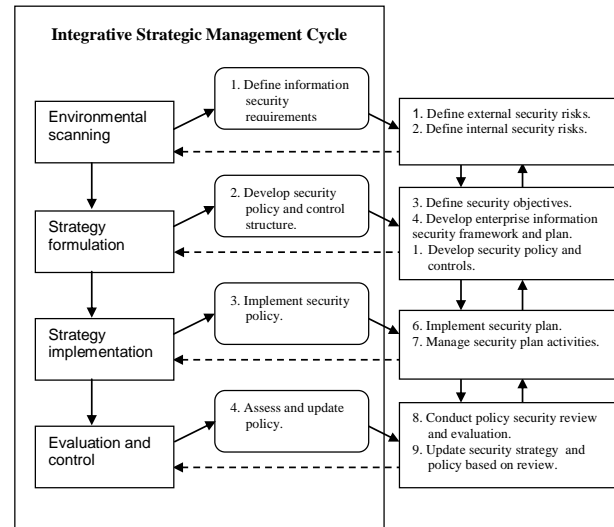 Integrative Strategic Management Cycle
Environmental
scanning
1. Define information
security
requirements
1. Define external security risks.
2. Define internal security risks.
Strategy
formulation
2. Develop security
policy and control
structure.
3. Define security objectives.
4. Develop enterprise information
security framework and plan.
1. Develop security policy and
controls.
Strategy
implementation
3. Implement security
policy.
6. Implement security plan.
7. Manage security plan activities.
Evaluation and
control
4. Assess and update
policy.
8. Conduct policy security review
and evaluation.
9. Update security strategy and
policy based on review.